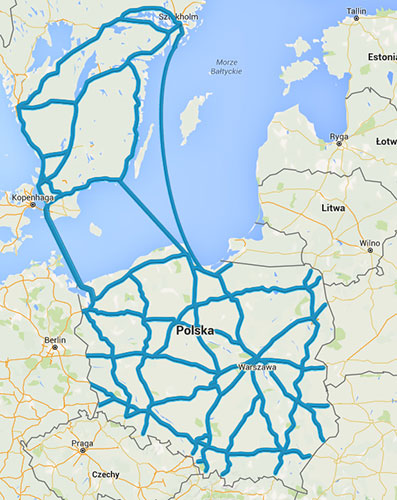 Sztokholm
Tallin
Estonia
Morze
Bałtyckie
Ryga
Łotwa
Kopenhaga
Litwa
Wilno
Polska
Berlin
Warszawa
Praga
Czechy